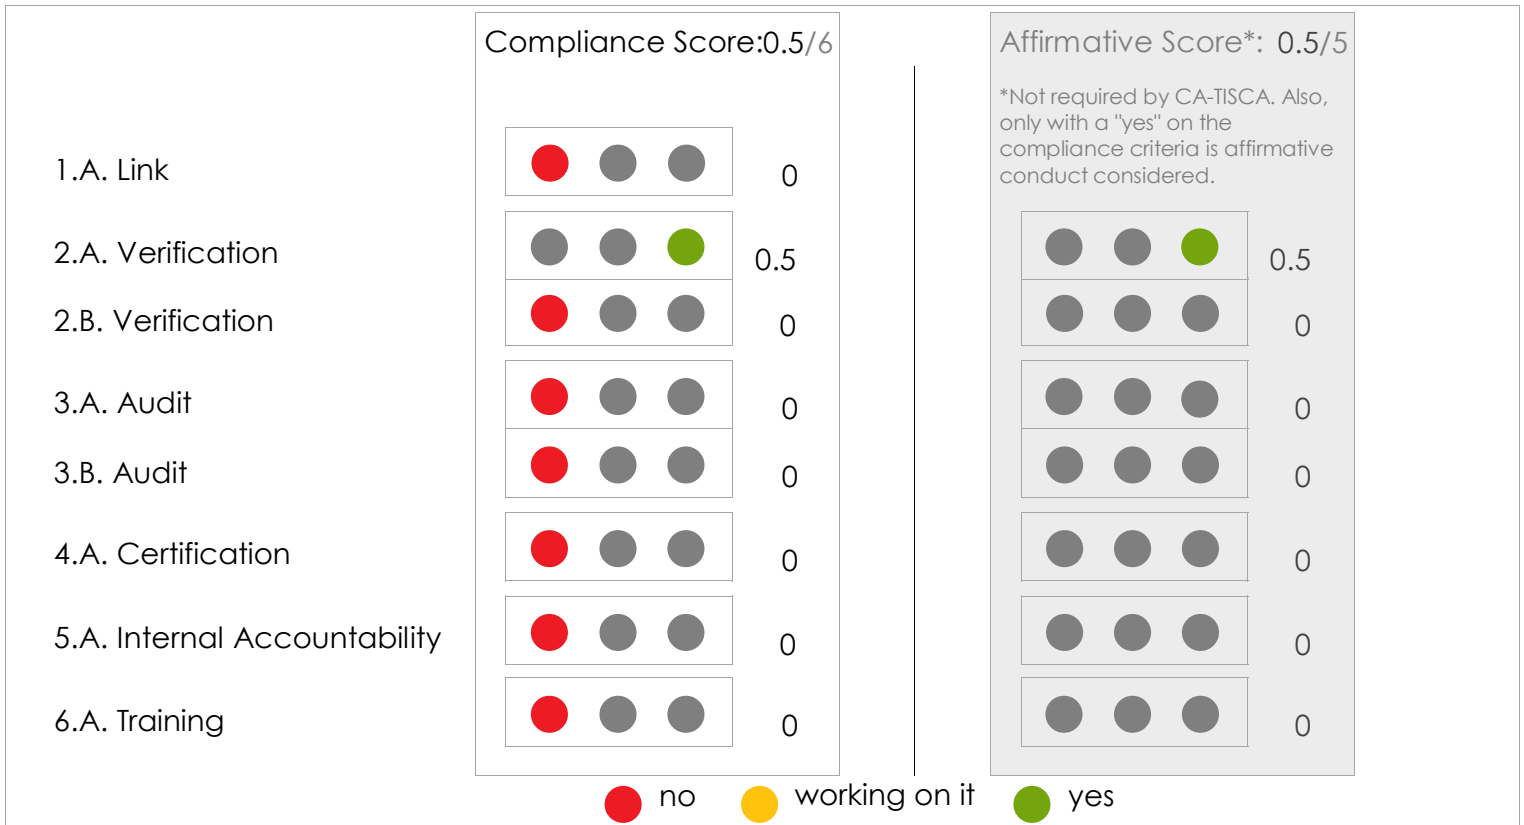 Compliance Score:0.5/6
Affirmative Score*: 0.5/5
*Not required by CA-TISCA. Also,
only with a "yes" on the
compliance criteria is affirmative
conduct considered.
1.A. Link 0
2.A. Verification 0.5 0.5
2.B. Verification 0 0
3.A. Audit 0 0
3.B. Audit 0 0
4.A. Certification 0 0
5.A. Internal Accountability 0 0
6.A. Training 0 0
no working on it yes